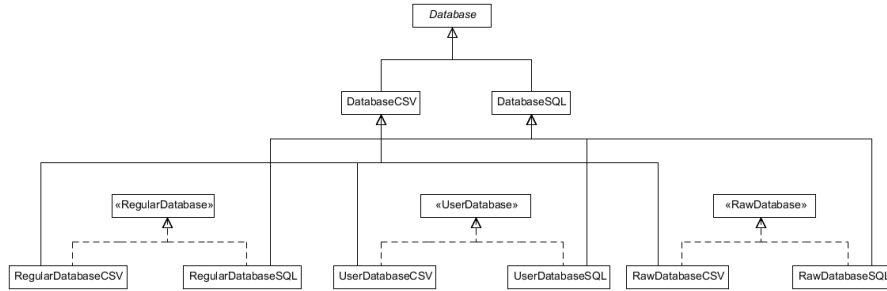 Database
DatabaseCSV
DatabaseSQL
«RegularDatabase»
«UserDatabase»
«RawDatabase»
RegularDatabaseCSV
RegularDatabaseSQL
UserDatabaseCSV
UserDatabaseSQL
RawDatabaseCSV
RawDatabaseSQL